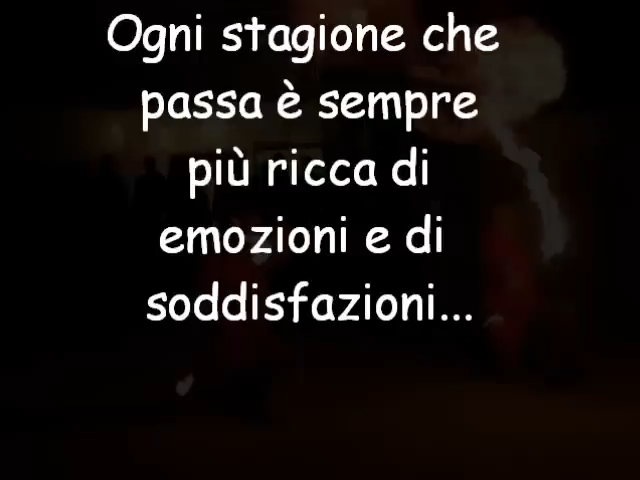 Ogni stagione che
passa è sempre
più ricca di
emozioni e di
soddisfazioni...